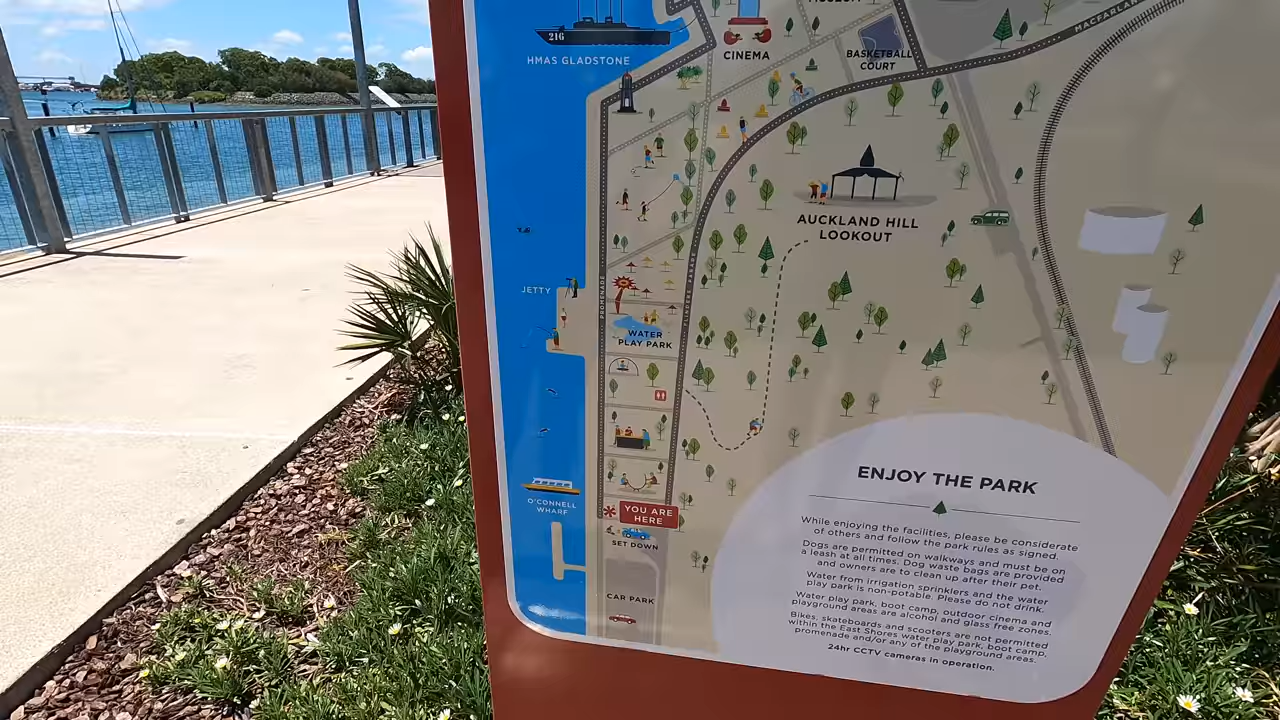 MUSEUM
MACFARLAN
216
HMAS GLADSTONE
CINEMA
BASKETBALL
COURT
AUCKLAND HILL
LOOKOUT
JETTY
PROMENADE
FLINDERS PARADE
WATER
PLAY PARK
O'CONNELL
WHARF
YOU ARE
HERE
SET DOWN
CAR PARK
ENJOY THE PARK
While enjoying the facilities, please be considerate
of others and follow the park rules as signed.
Dogs are permitted on walkways and must be on
a leash at all times. Dog waste bags are provided
and owners are to clean up after their pet.
Water from irrigation sprinklers and the water
play park is non-potable. Please do not drink.
Water play park, boot camp, outdoor cinema and
playground areas are alcohol and glass free zones.
Bikes, skateboards and scooters are not permitted
within the East Shores water play park, boot camp,
promenade and/or any of the playground areas.
24hr CCTV cameras in operation.